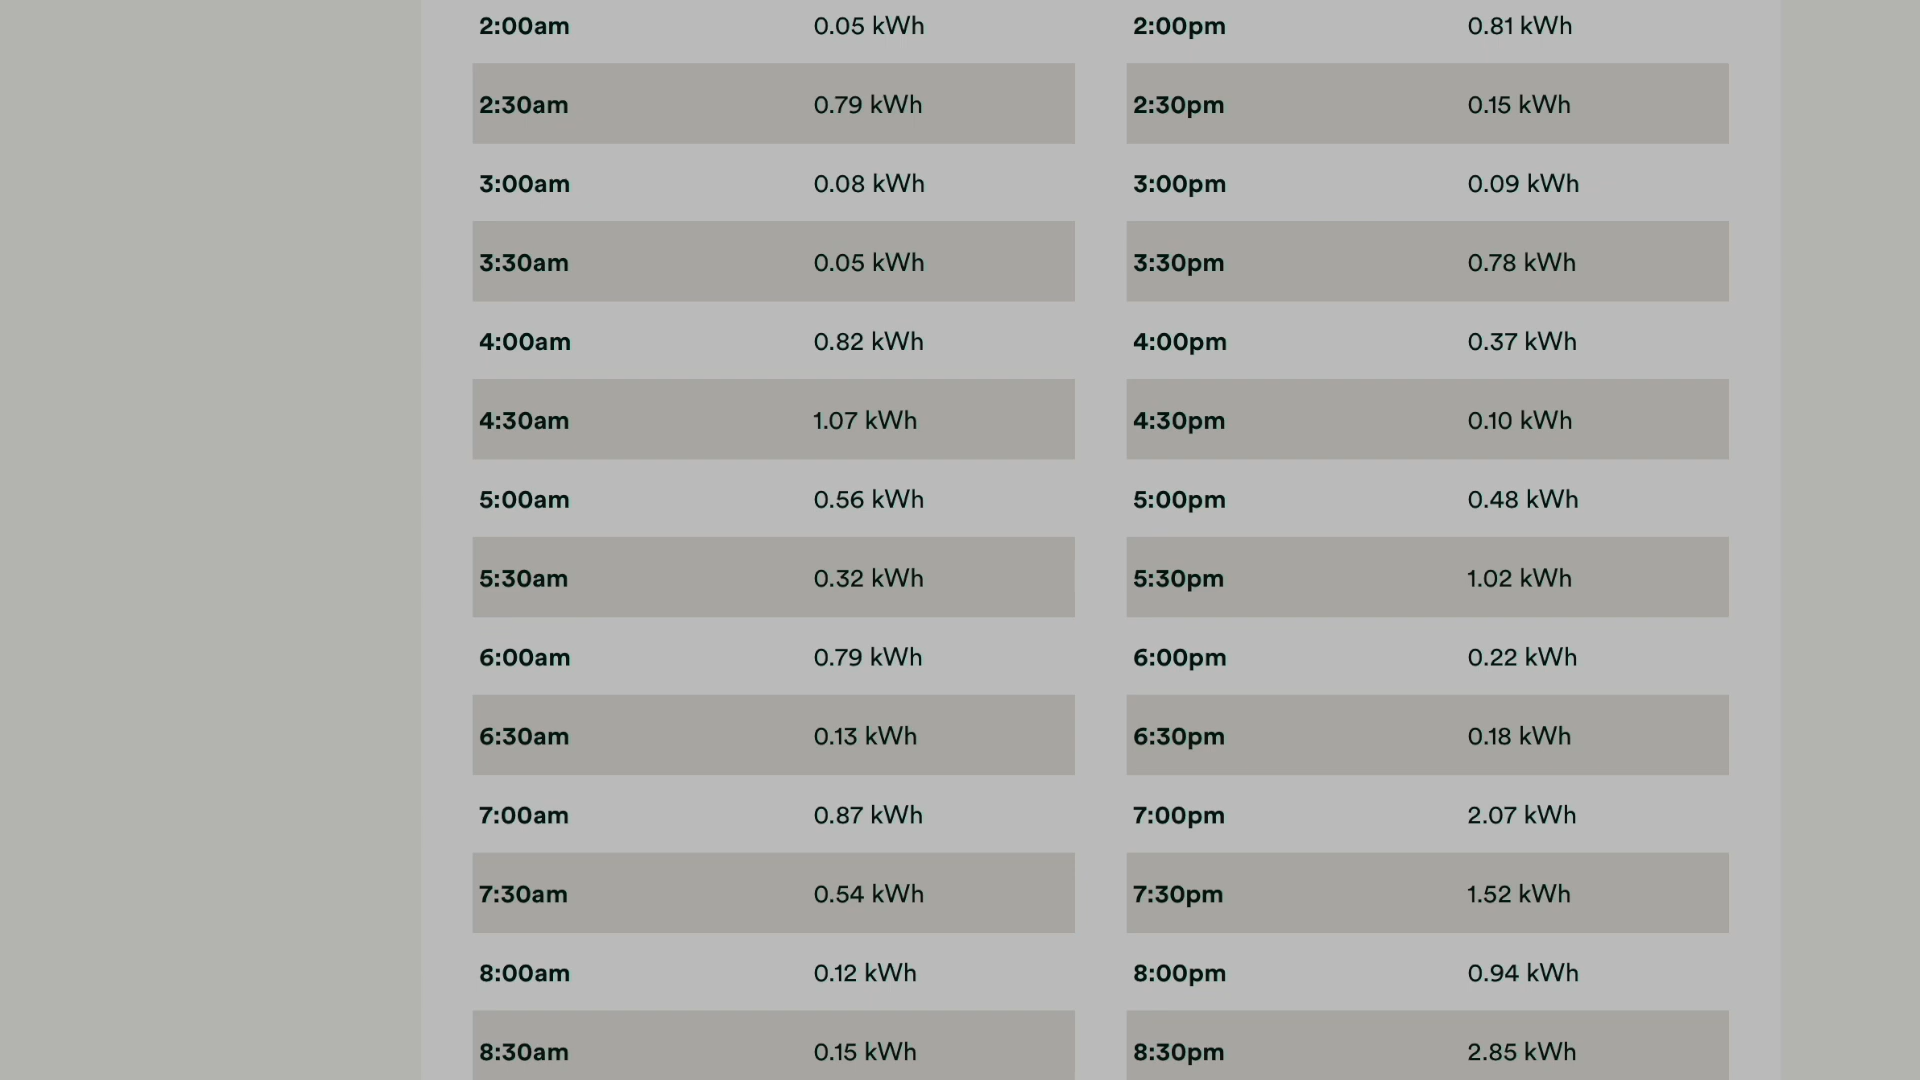 2:00am 0.05 kWh 2:00pm 0.81 kWh
2:30am 0.79 kWh 2:30pm 0.15 kWh
3:00am 0.08 kWh 3:00pm 0.09 kWh
3:30am 0.05 kWh 3:30pm 0.78 kWh
4:00am 0.82 kWh 4:00pm 0.37 kWh
4:30am 1.07 kWh 4:30pm 0.10 kWh
5:00am 0.56 kWh 5:00pm 0.48 kWh
5:30am 0.32 kWh 5:30pm 1.02 kWh
6:00am 0.79 kWh 6:00pm 0.22 kWh
6:30am 0.13 kWh 6:30pm 0.18 kWh
7:00am 0.87 kWh 7:00pm 2.07 kWh
7:30am 0.54 kWh 7:30pm 1.52 kWh
8:00am 0.12 kWh 8:00pm 0.94 kWh
8:30am 0.15 kWh 8:30pm 2.85 kWh